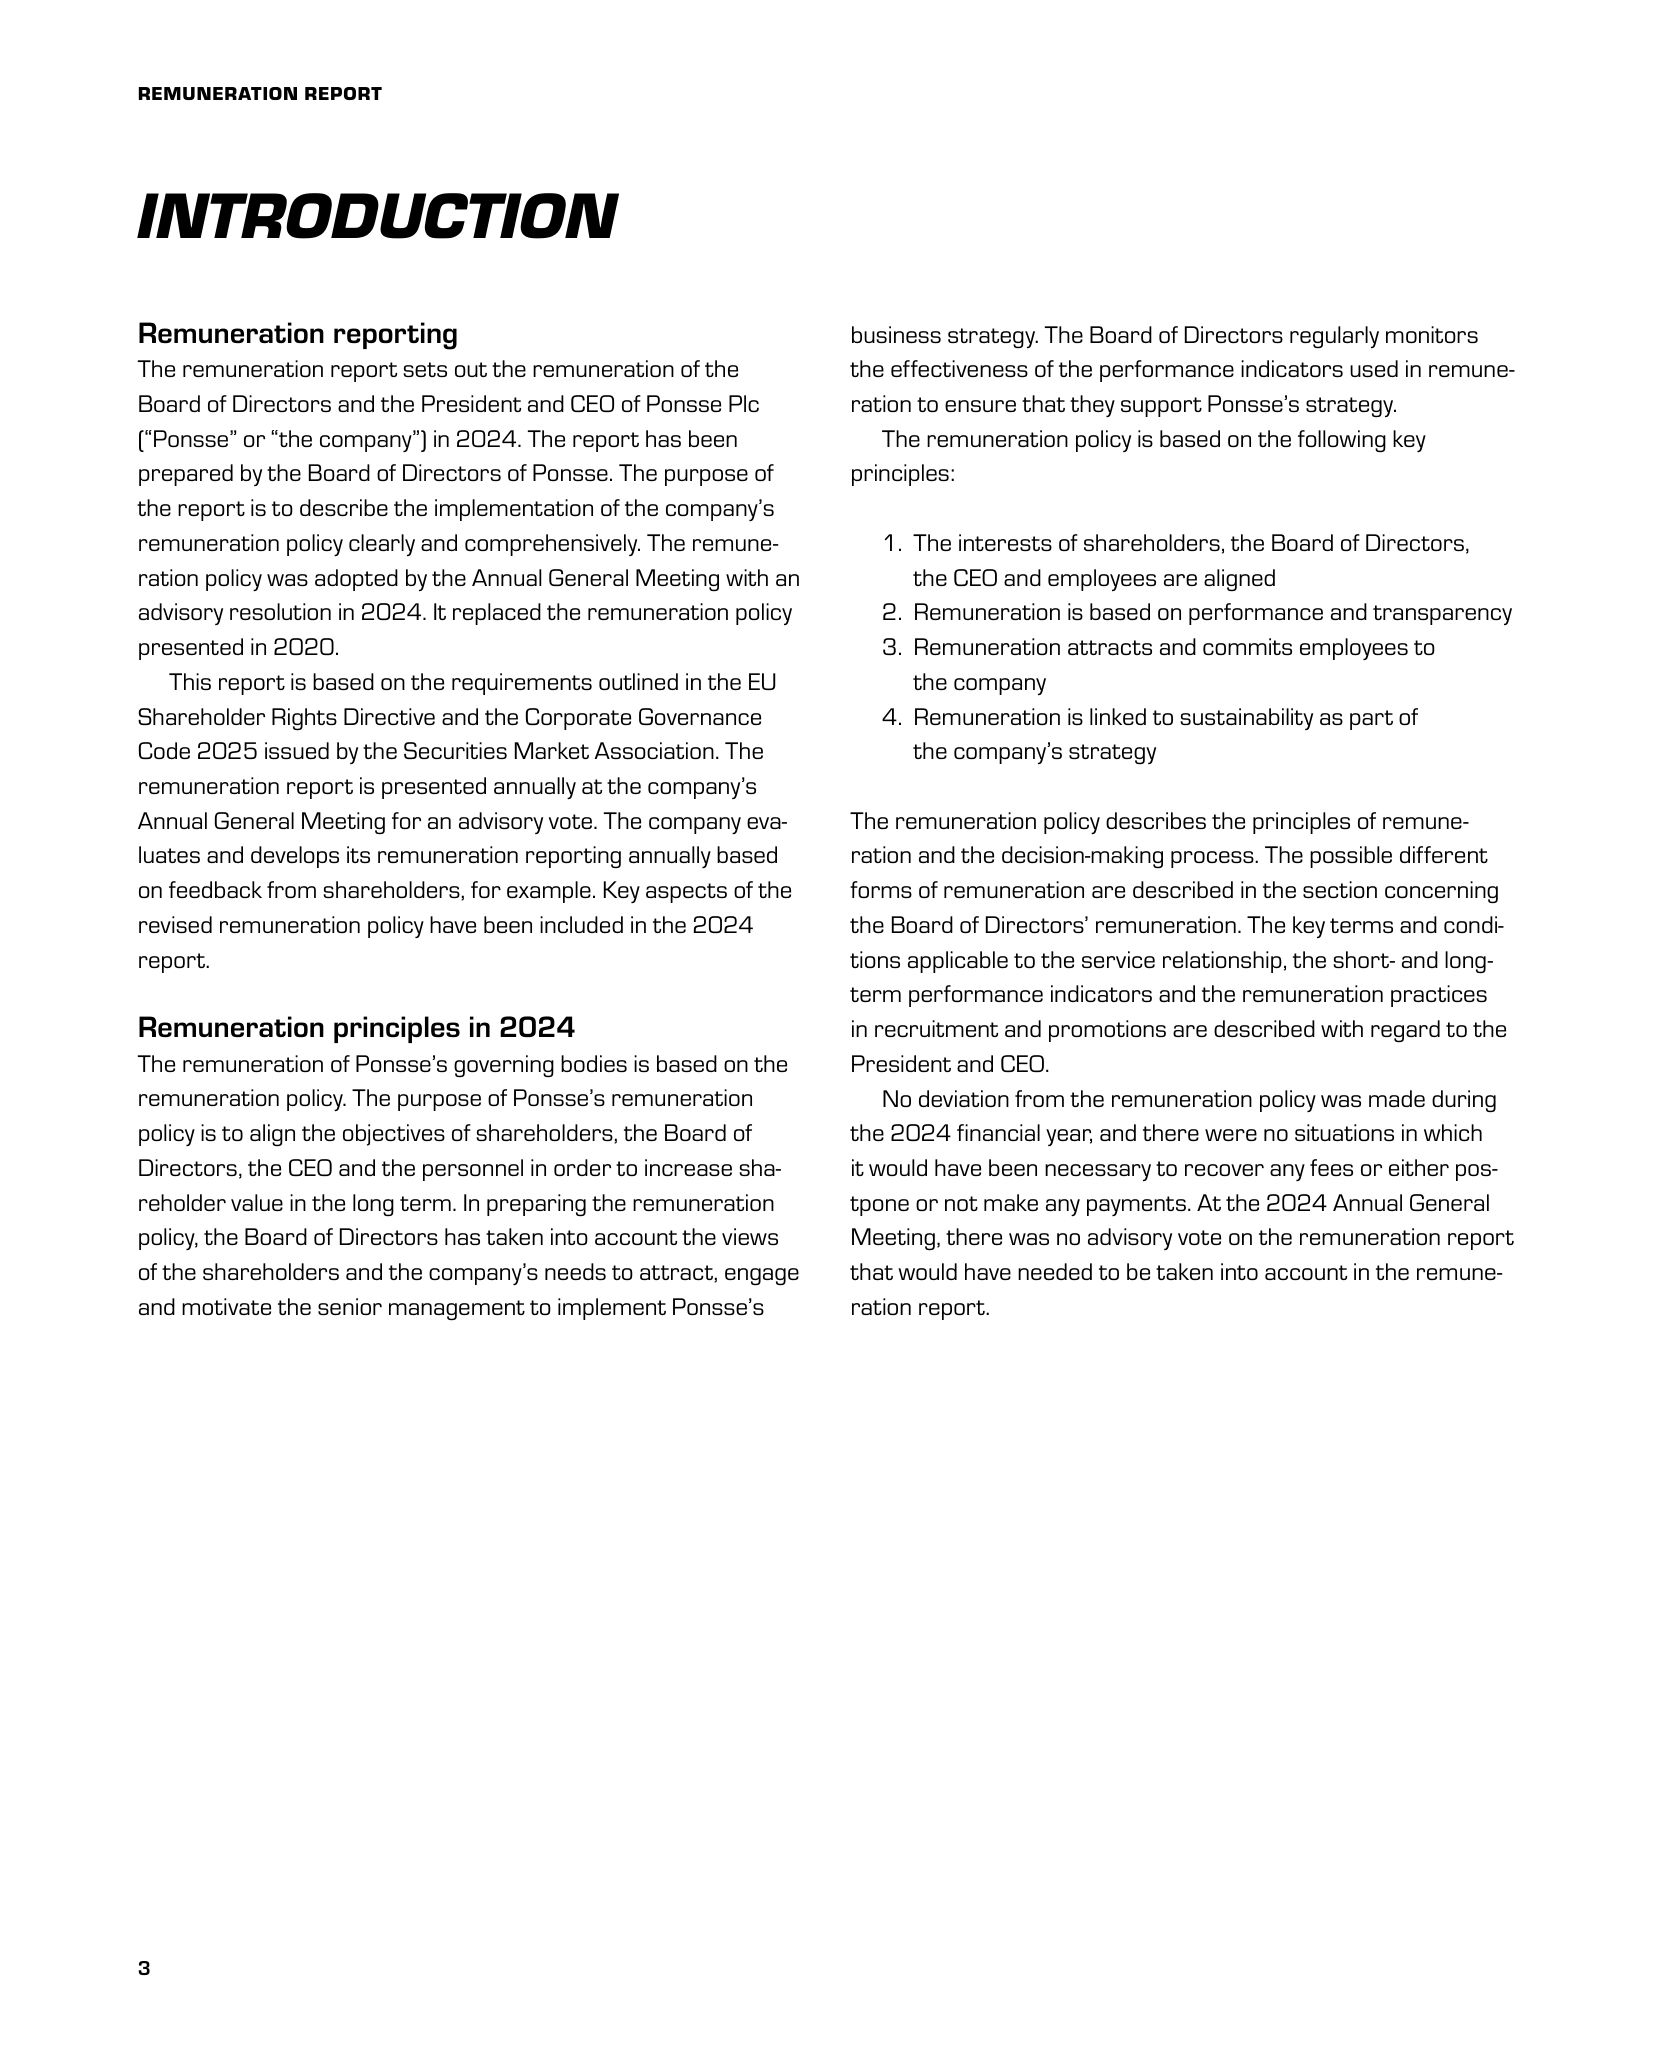 REMUNERATION REPORT
INTRODUCTION
Remuneration reporting
The remuneration report sets out the remuneration of the
Board of Directors and the President and CEO of Ponsse Plc
(“Ponsse” or “the company”) in 2024. The report has been
prepared by the Board of Directors of Ponsse. The purpose of
the report is to describe the implementation of the company’s
remuneration policy clearly and comprehensively. The remune-
ration policy was adopted by the Annual General Meeting with an
advisory resolution in 2024. It replaced the remuneration policy
presented in 2020.
This report is based on the requirements outlined in the EU
Shareholder Rights Directive and the Corporate Governance
Code 2025 issued by the Securities Market Association. The
remuneration report is presented annually at the company’s
Annual General Meeting for an advisory vote. The company eva-
luates and develops its remuneration reporting annually based
on feedback from shareholders, for example. Key aspects of the
revised remuneration policy have been included in the 2024
report.
Remuneration principles in 2024
The remuneration of Ponsse’s governing bodies is based on the
remuneration policy. The purpose of Ponsse’s remuneration
policy is to align the objectives of shareholders, the Board of
Directors, the CEO and the personnel in order to increase sha-
reholder value in the long term. In preparing the remuneration
policy, the Board of Directors has taken into account the views
of the shareholders and the company’s needs to attract, engage
and motivate the senior management to implement Ponsse’s
business strategy. The Board of Directors regularly monitors
the effectiveness of the performance indicators used in remune-
ration to ensure that they support Ponsse’s strategy.
The remuneration policy is based on the following key
principles:
1. The interests of shareholders, the Board of Directors,
the CEO and employees are aligned
2. Remuneration is based on performance and transparency
3. Remuneration attracts and commits employees to
the company
4. Remuneration is linked to sustainability as part of
the company’s strategy
The remuneration policy describes the principles of remune-
ration and the decision-making process. The possible different
forms of remuneration are described in the section concerning
the Board of Directors’ remuneration. The key terms and condi-
tions applicable to the service relationship, the short- and long-
term performance indicators and the remuneration practices
in recruitment and promotions are described with regard to the
President and CEO.
No deviation from the remuneration policy was made during
the 2024 financial year, and there were no situations in which
it would have been necessary to recover any fees or either pos-
tpone or not make any payments. At the 2024 Annual General
Meeting, there was no advisory vote on the remuneration report
that would have needed to be taken into account in the remune-
ration report.
3